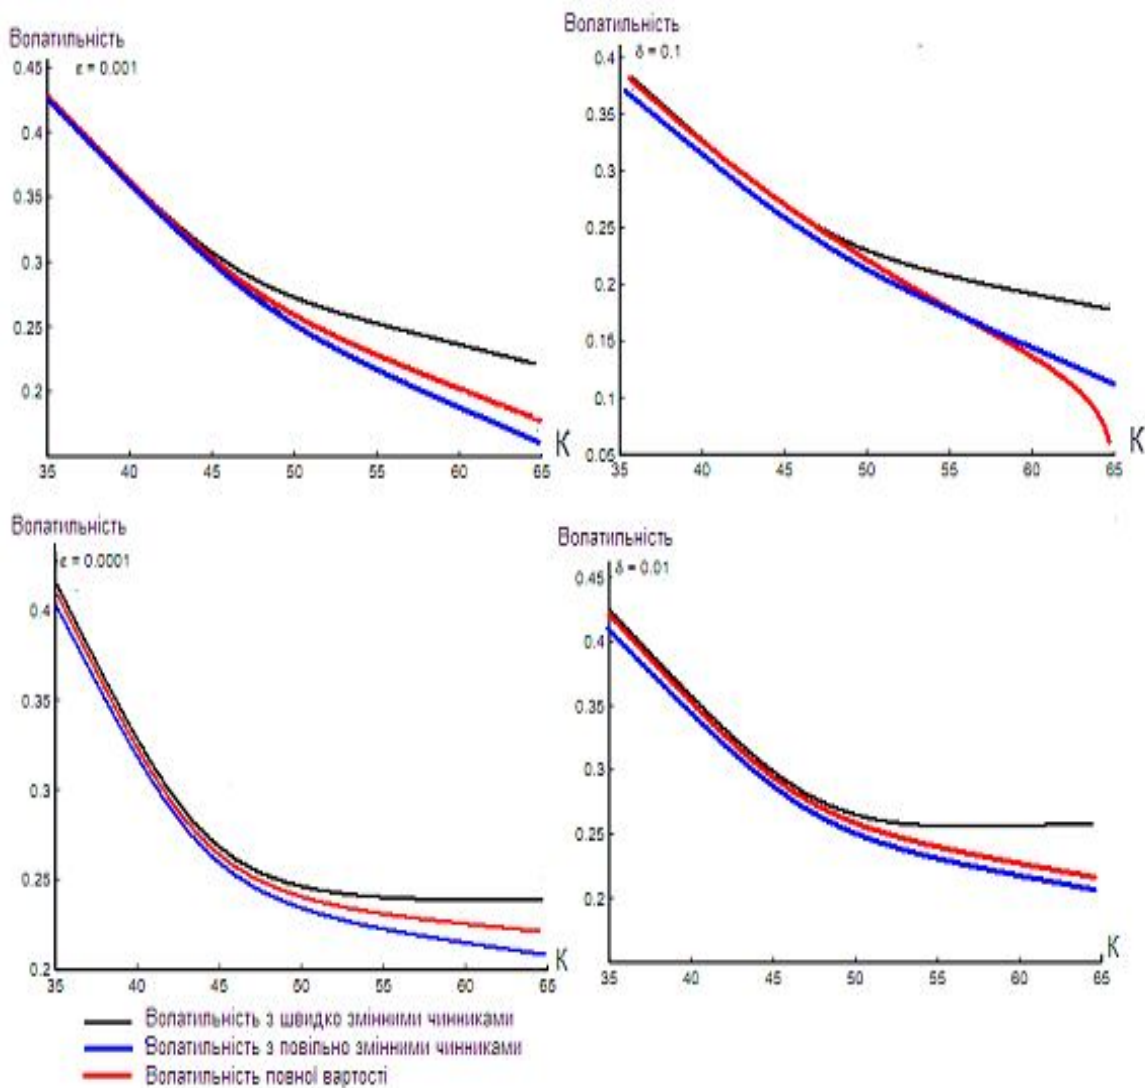 Волатильність
ε = 0.001
0.45
0.4
0.35
0.3
0.25
0.2
35 40 45 50 55 60 65
K
Волатильність
δ = 0.1
0.4
0.35
0.3
0.25
0.2
0.15
0.1
0.05
35 40 45 50 55 60 65
K
Волатильність
ε = 0.0001
0.4
0.35
0.3
0.25
0.2
35 40 45 50 55 60 65
K
Волатильність
δ = 0.01
0.45
0.4
0.35
0.3
0.25
0.2
35 40 45 50 55 60 65
K
Волатильність з швидко змінними чинниками
Волатильність з повільно змінними чинниками
Волатильність повної вартості